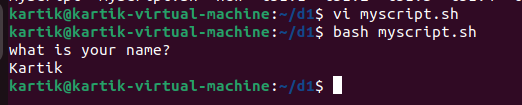 kartik@kartik-virtual-machine:~/d1$ vi myscript.sh
kartik@kartik-virtual-machine:~/d1$ bash myscript.sh
what is your name?
Kartik
kartik@kartik-virtual-machine:~/d1$